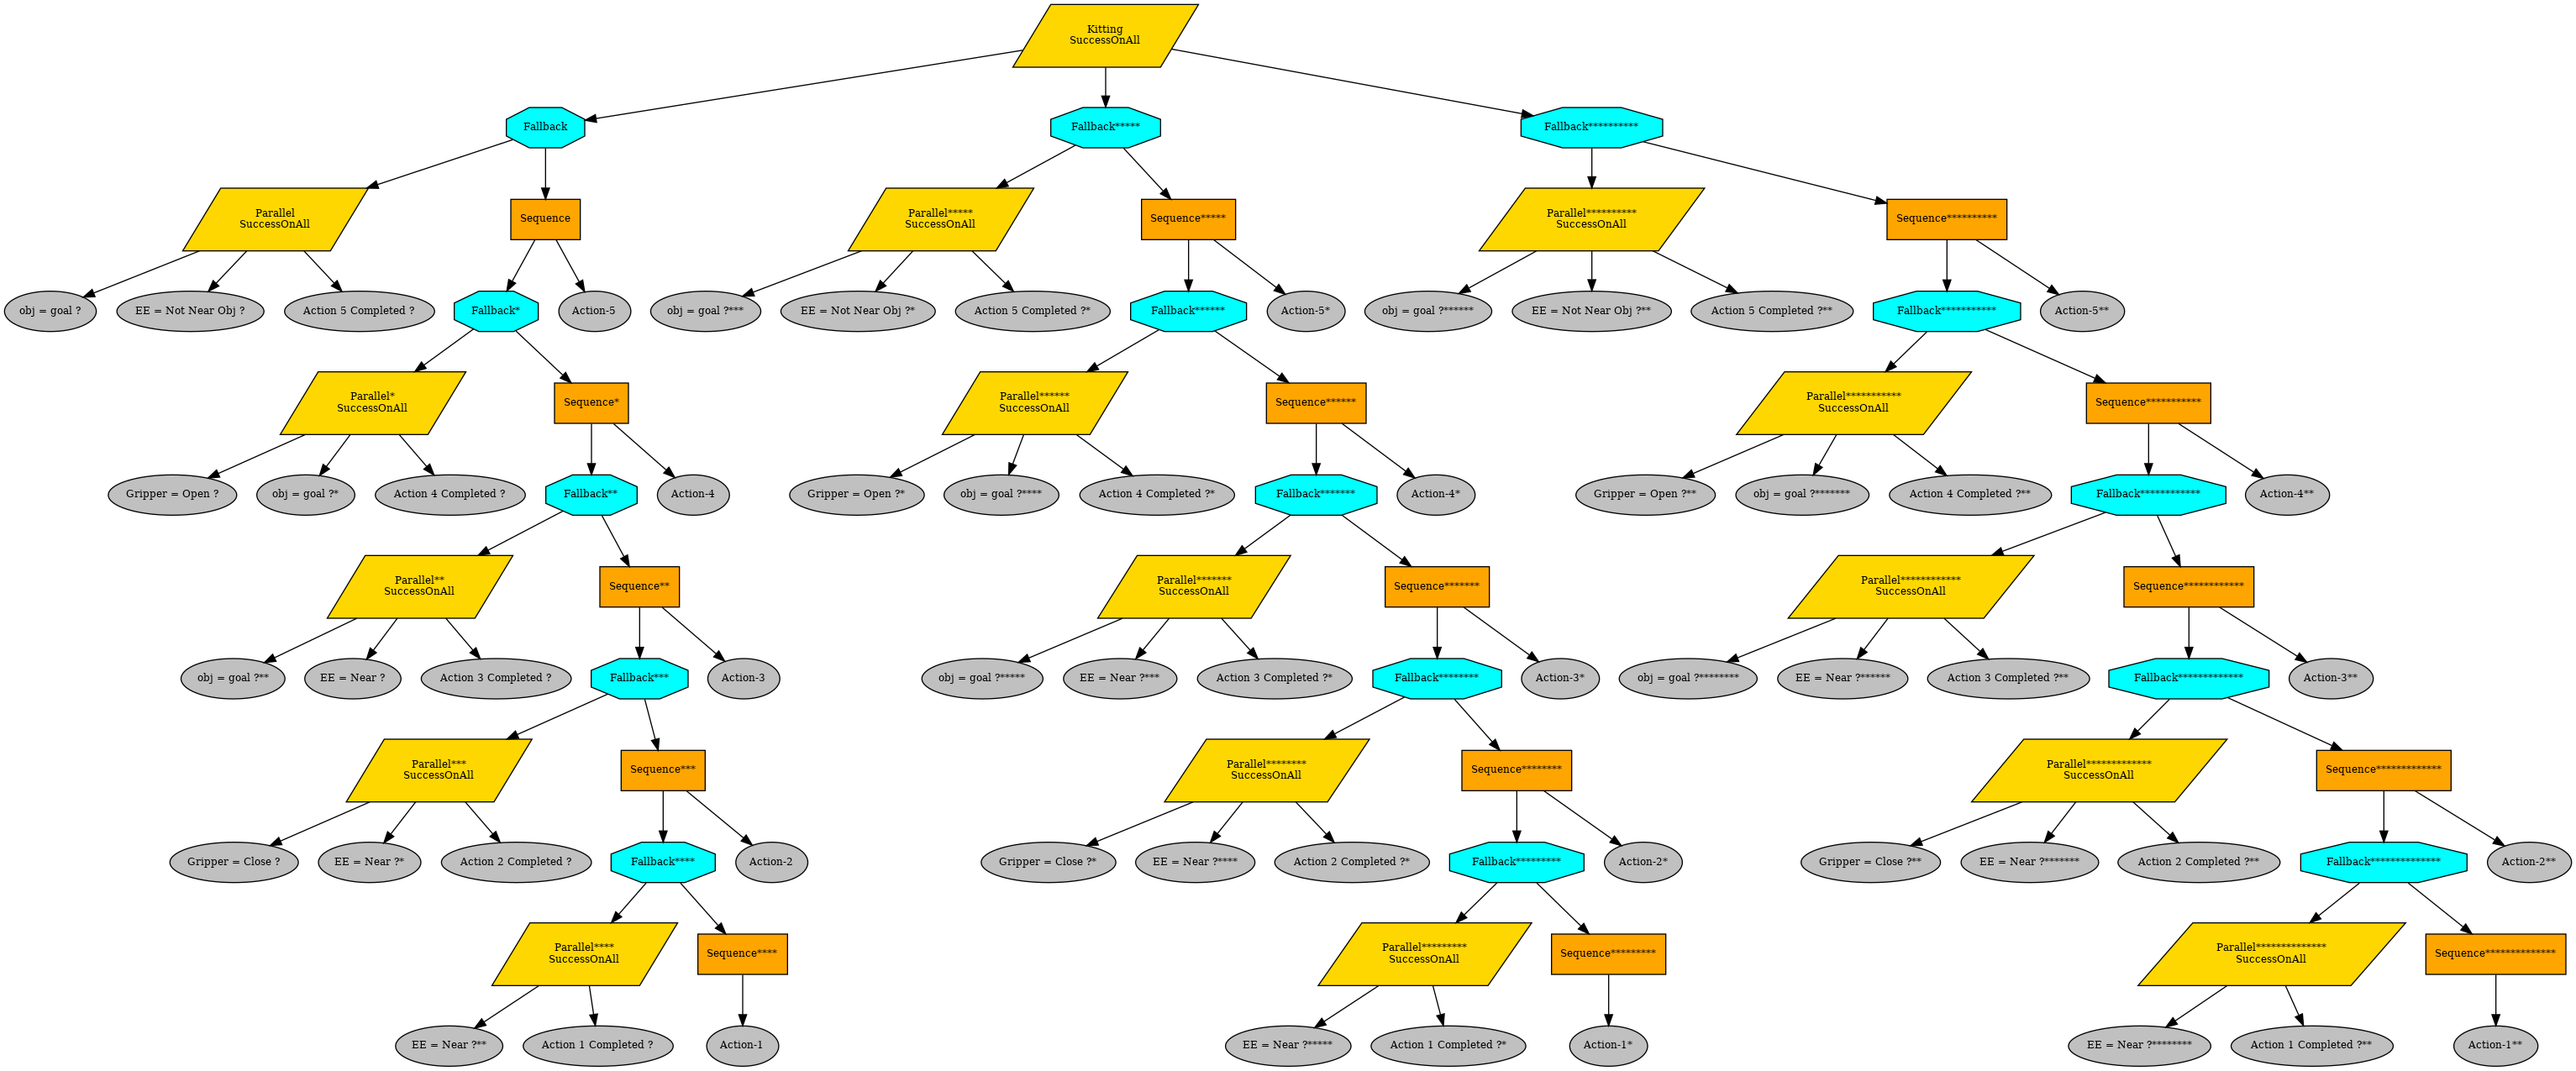 Kitting
SuccessOnAll
Fallback
Fallback*****
Fallback**********
Parallel
SuccessOnAll
Sequence
Parallel*****
SuccessOnAll
Sequence*****
Parallel**********
SuccessOnAll
Sequence**********
obj = goal ?
EE = Not Near Obj ?
Action 5 Completed ?
Fallback*
Action-5
obj = goal ?***
EE = Not Near Obj ?*
Action 5 Completed ?*
Fallback******
Action-5*
obj = goal ?******
EE = Not Near Obj ?**
Action 5 Completed ?**
Fallback***********
Action-5**
Parallel*
SuccessOnAll
Sequence*
Parallel******
SuccessOnAll
Sequence******
Parallel***********
SuccessOnAll
Sequence***********
Gripper = Open ?
obj = goal ?*
Action 4 Completed ?
Fallback**
Action-4
Gripper = Open ?*
obj = goal ?****
Action 4 Completed ?*
Fallback*******
Action-4*
Gripper = Open ?**
obj = goal ?*******
Action 4 Completed ?**
Fallback************
Action-4**
Parallel**
SuccessOnAll
Sequence**
Parallel*******
SuccessOnAll
Sequence*******
Parallel************
SuccessOnAll
Sequence************
obj = goal ?**
EE = Near ?
Action 3 Completed ?
Fallback***
Action-3
obj = goal ?*****
EE = Near ?***
Action 3 Completed ?*
Fallback********
Action-3*
obj = goal ?********
EE = Near ?******
Action 3 Completed ?**
Fallback*************
Action-3**
Parallel***
SuccessOnAll
Sequence***
Parallel********
SuccessOnAll
Sequence********
Parallel*************
SuccessOnAll
Sequence*************
Gripper = Close ?
EE = Near ?*
Action 2 Completed ?
Fallback****
Action-2
Gripper = Close ?*
EE = Near ?****
Action 2 Completed ?*
Fallback*********
Action-2*
Gripper = Close ?**
EE = Near ?*******
Action 2 Completed ?**
Fallback**************
Action-2**
Parallel****
SuccessOnAll
Sequence****
Parallel*********
SuccessOnAll
Sequence*********
Parallel**************
SuccessOnAll
Sequence**************
EE = Near ?**
Action 1 Completed ?
Action-1
EE = Near ?*****
Action 1 Completed ?*
Action-1*
EE = Near ?********
Action 1 Completed ?**
Action-1**